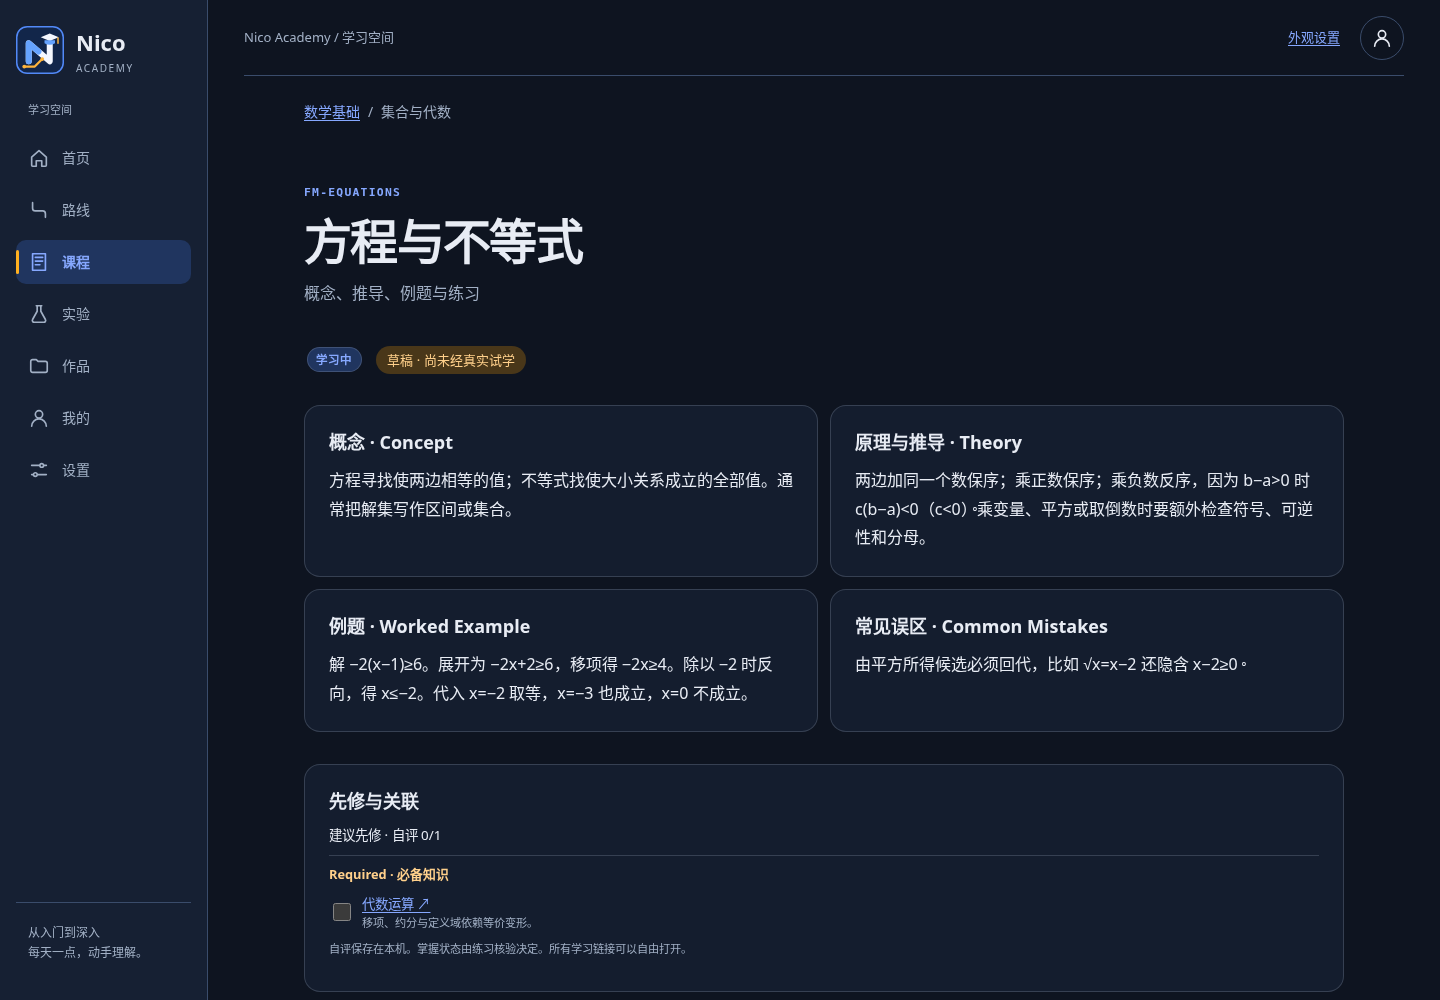 Nico
ACADEMY
学习空间
首页
路线
课程
实验
作品
我的
设置
从入门到深入
每天一点，动手理解。
Nico Academy / 学习空间
外观设置
数学基础 / 集合与代数
FM-EQUATIONS
方程与不等式
概念、推导、例题与练习
学习中
草稿 · 尚未经真实试学
概念 · Concept
方程寻找使两边相等的值；不等式找使大小关系成立的全部值。通
常把解集写作区间或集合。
原理与推导 · Theory
两边加同一个数保序；乘正数保序；乘负数反序，因为 b−a>0 时
c(b−a)<0（c<0）。乘变量、平方或取倒数时要额外检查符号、可逆
性和分母。
例题 · Worked Example
解 −2(x−1)≥6。展开为 −2x+2≥6，移项得 −2x≥4。除以 −2 时反
向，得 x≤−2。代入 x=−2 取等，x=−3 也成立，x=0 不成立。
常见误区 · Common Mistakes
由平方所得候选必须回代，比如 √x=x−2 还隐含 x−2≥0。
先修与关联
建议先修 · 自评 0/1
Required · 必备知识
代数运算 ↗
移项、约分与定义域依赖等价变形。
自评保存在本机。掌握状态由练习核验决定。所有学习链接可以自由打开。